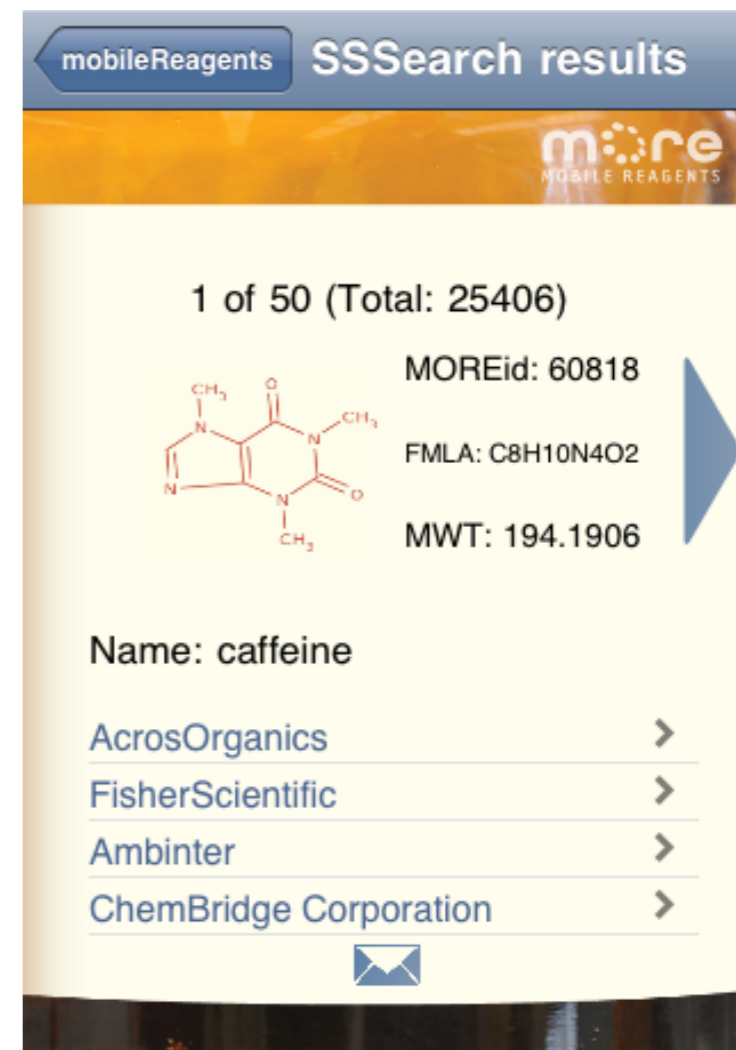 mobileReagents
SSSearch results
more
MOBILE REAGENTS
1 of 50 (Total: 25406)
MOREid: 60818
FMLA: C8H10N4O2
MWT: 194.1906
CH3
O
N
CH3
N
N
O
N
CH3
Name: caffeine
AcrosOrganics
FisherScientific
Ambinter
ChemBridge Corporation